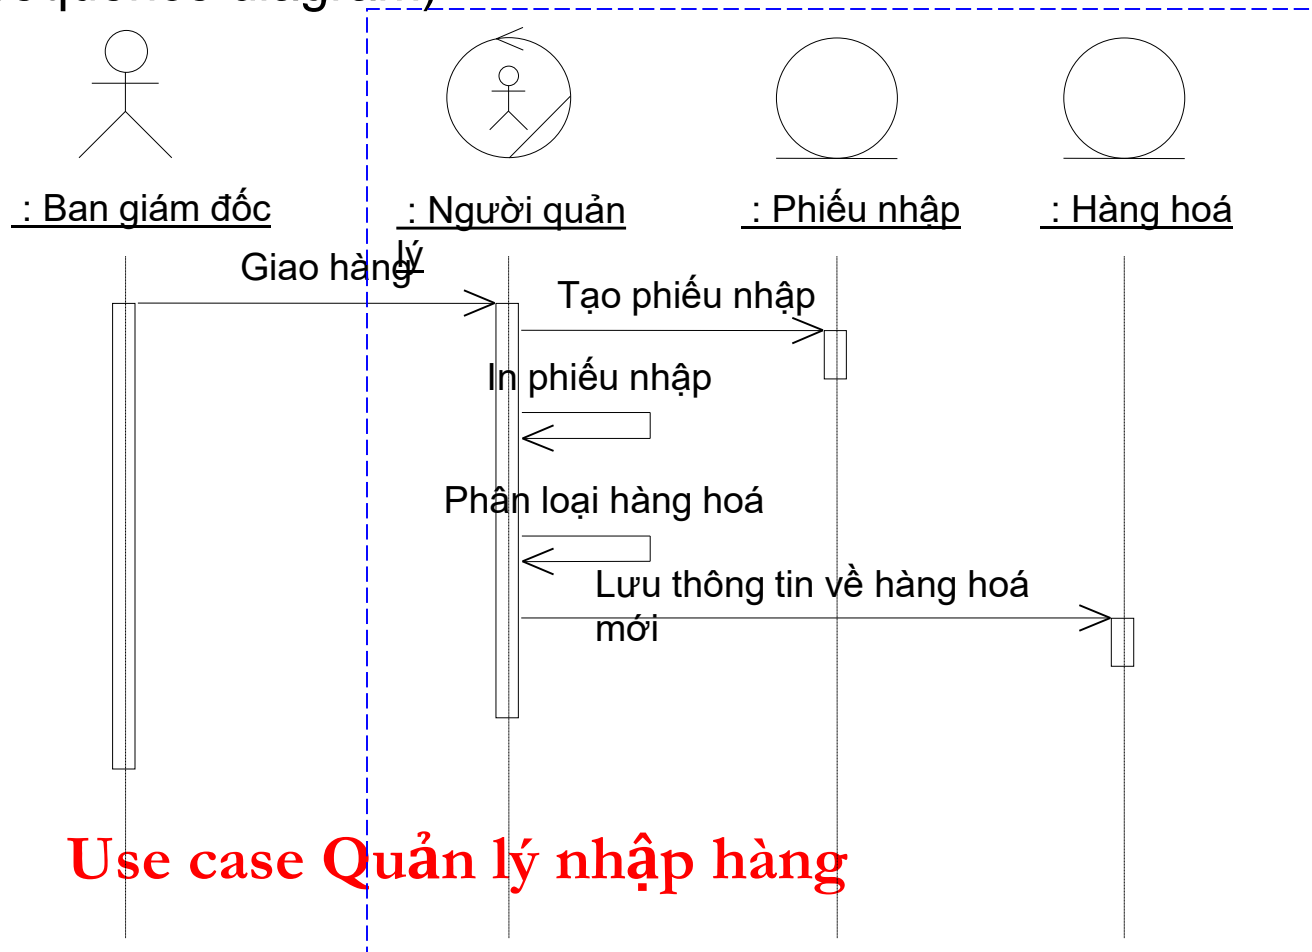 diagram)
: Ban giám đốc
: Người quản
lý
: Phiếu nhập
: Hàng hoá
Giao hàng
Tạo phiếu nhập
In phiếu nhập
Phân loại hàng hoá
Lưu thông tin về hàng hoá
mới
Use case Quản lý nhập hàng